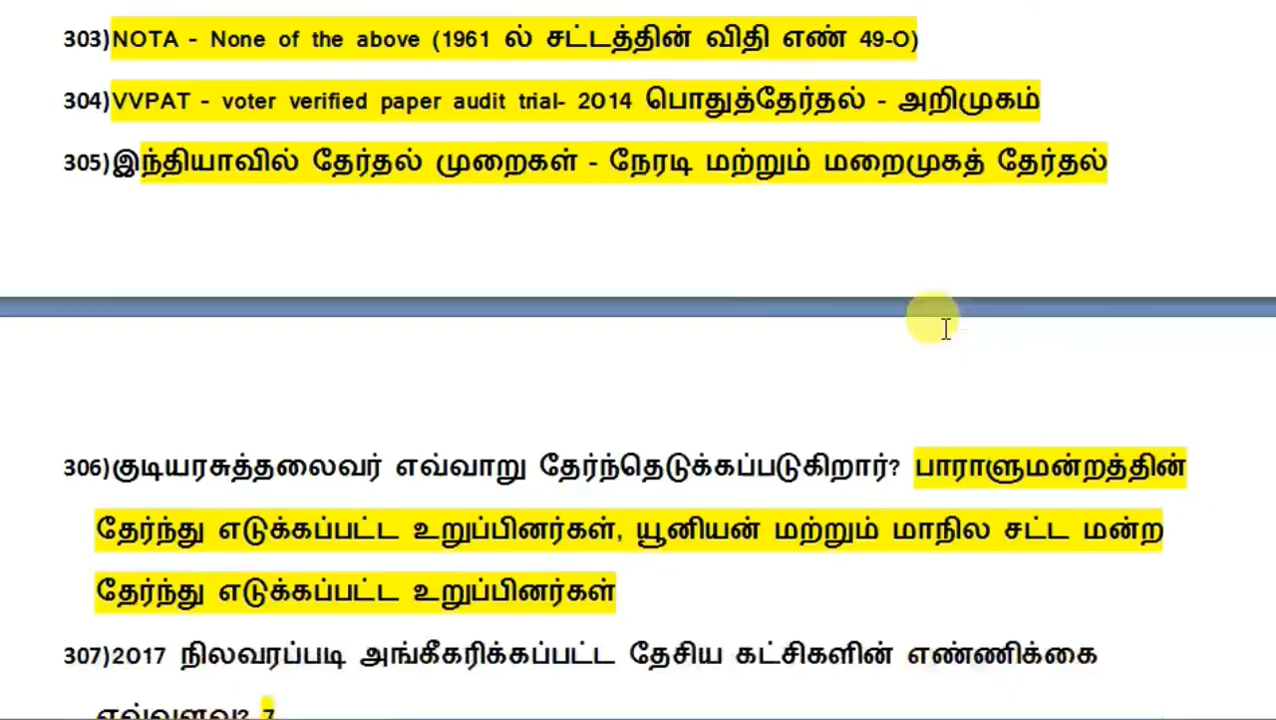 303)NOTA - None of the above (1961 ல் சட்டத்தின் விதி எண் 49-O)
304)VVPAT - voter verified paper audit trial- 2014 பொதுத்தேர்தல் - அறிமுகம்
305)இந்தியாவில் தேர்தல் முறைகள் - நேரடி மற்றும் மறைமுகத் தேர்தல்
306)குடியரசுத்தலைவர் எவ்வாறு தேர்ந்தெடுக்கப்படுகிறார்? பாராளுமன்றத்தின்
தேர்ந்து எடுக்கப்பட்ட உறுப்பினர்கள், யூனியன் மற்றும் மாநில சட்ட மன்ற
தேர்ந்து எடுக்கப்பட்ட உறுப்பினர்கள்
307)2017 நிலவரப்படி அங்கீகரிக்கப்பட்ட தேசிய கட்சிகளின் எண்ணிக்கை
எவ்வளவு? 7